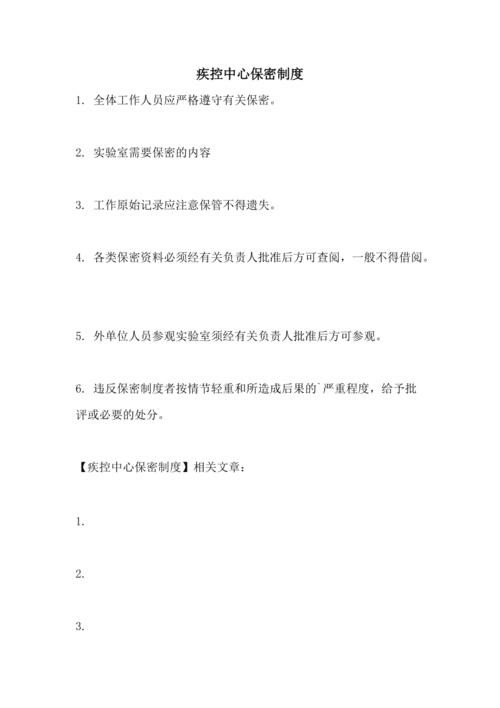 疾控中心保密制度
1. 全体工作人员应严格遵守有关保密。
2. 实验室需要保密的内容
3. 工作原始记录应注意保管不得遗失。
4. 各类保密资料必须经有关负责人批准后方可查阅，一般不得借阅。
5. 外单位人员参观实验室须经有关负责人批准后方可参观。
6. 违反保密制度者按情节轻重和所造成后果的`严重程度，给予批
评或必要的处分。
【疾控中心保密制度】相关文章：
1.
2.
3.